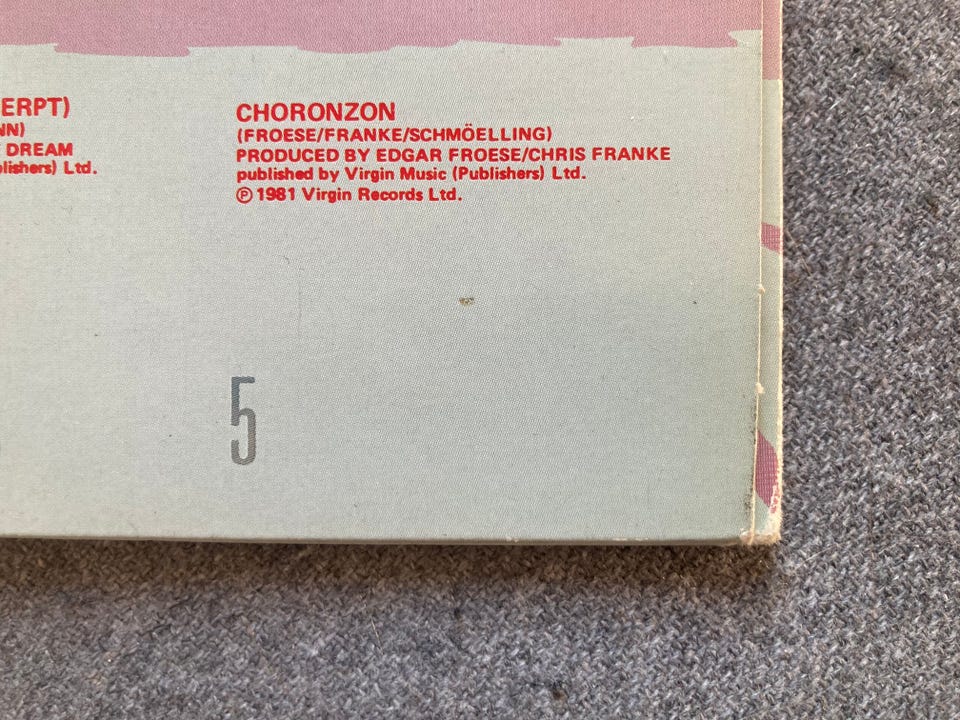 ERPT)
NN)
DREAM
lishers) Ltd.
CHORONZON
(FROESE/FRANKE/SCHMÖELLING)
PRODUCED BY EDGAR FROESE/CHRIS FRANKE
published by Virgin Music (Publishers) Ltd.
℗ 1981 Virgin Records Ltd.
5